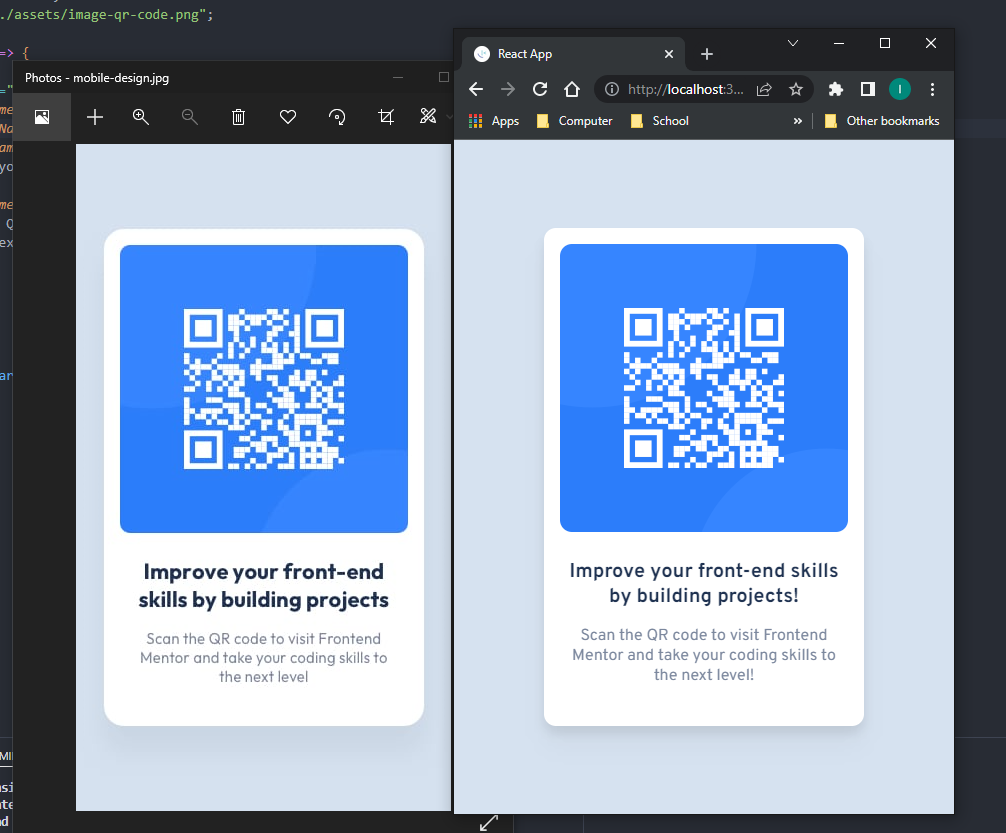 ./assets/image-qr-code.png";
=> {
Photos - mobile-design.jpg
React App
http://localhost:3...
Apps
Computer
School
»
Other bookmarks
I
Improve your front-end
skills by building projects
Scan the QR code to visit Frontend
Mentor and take your coding skills to
the next level
Improve your front-end skills
by building projects!
Scan the QR code to visit Frontend
Mentor and take your coding skills to
the next level!